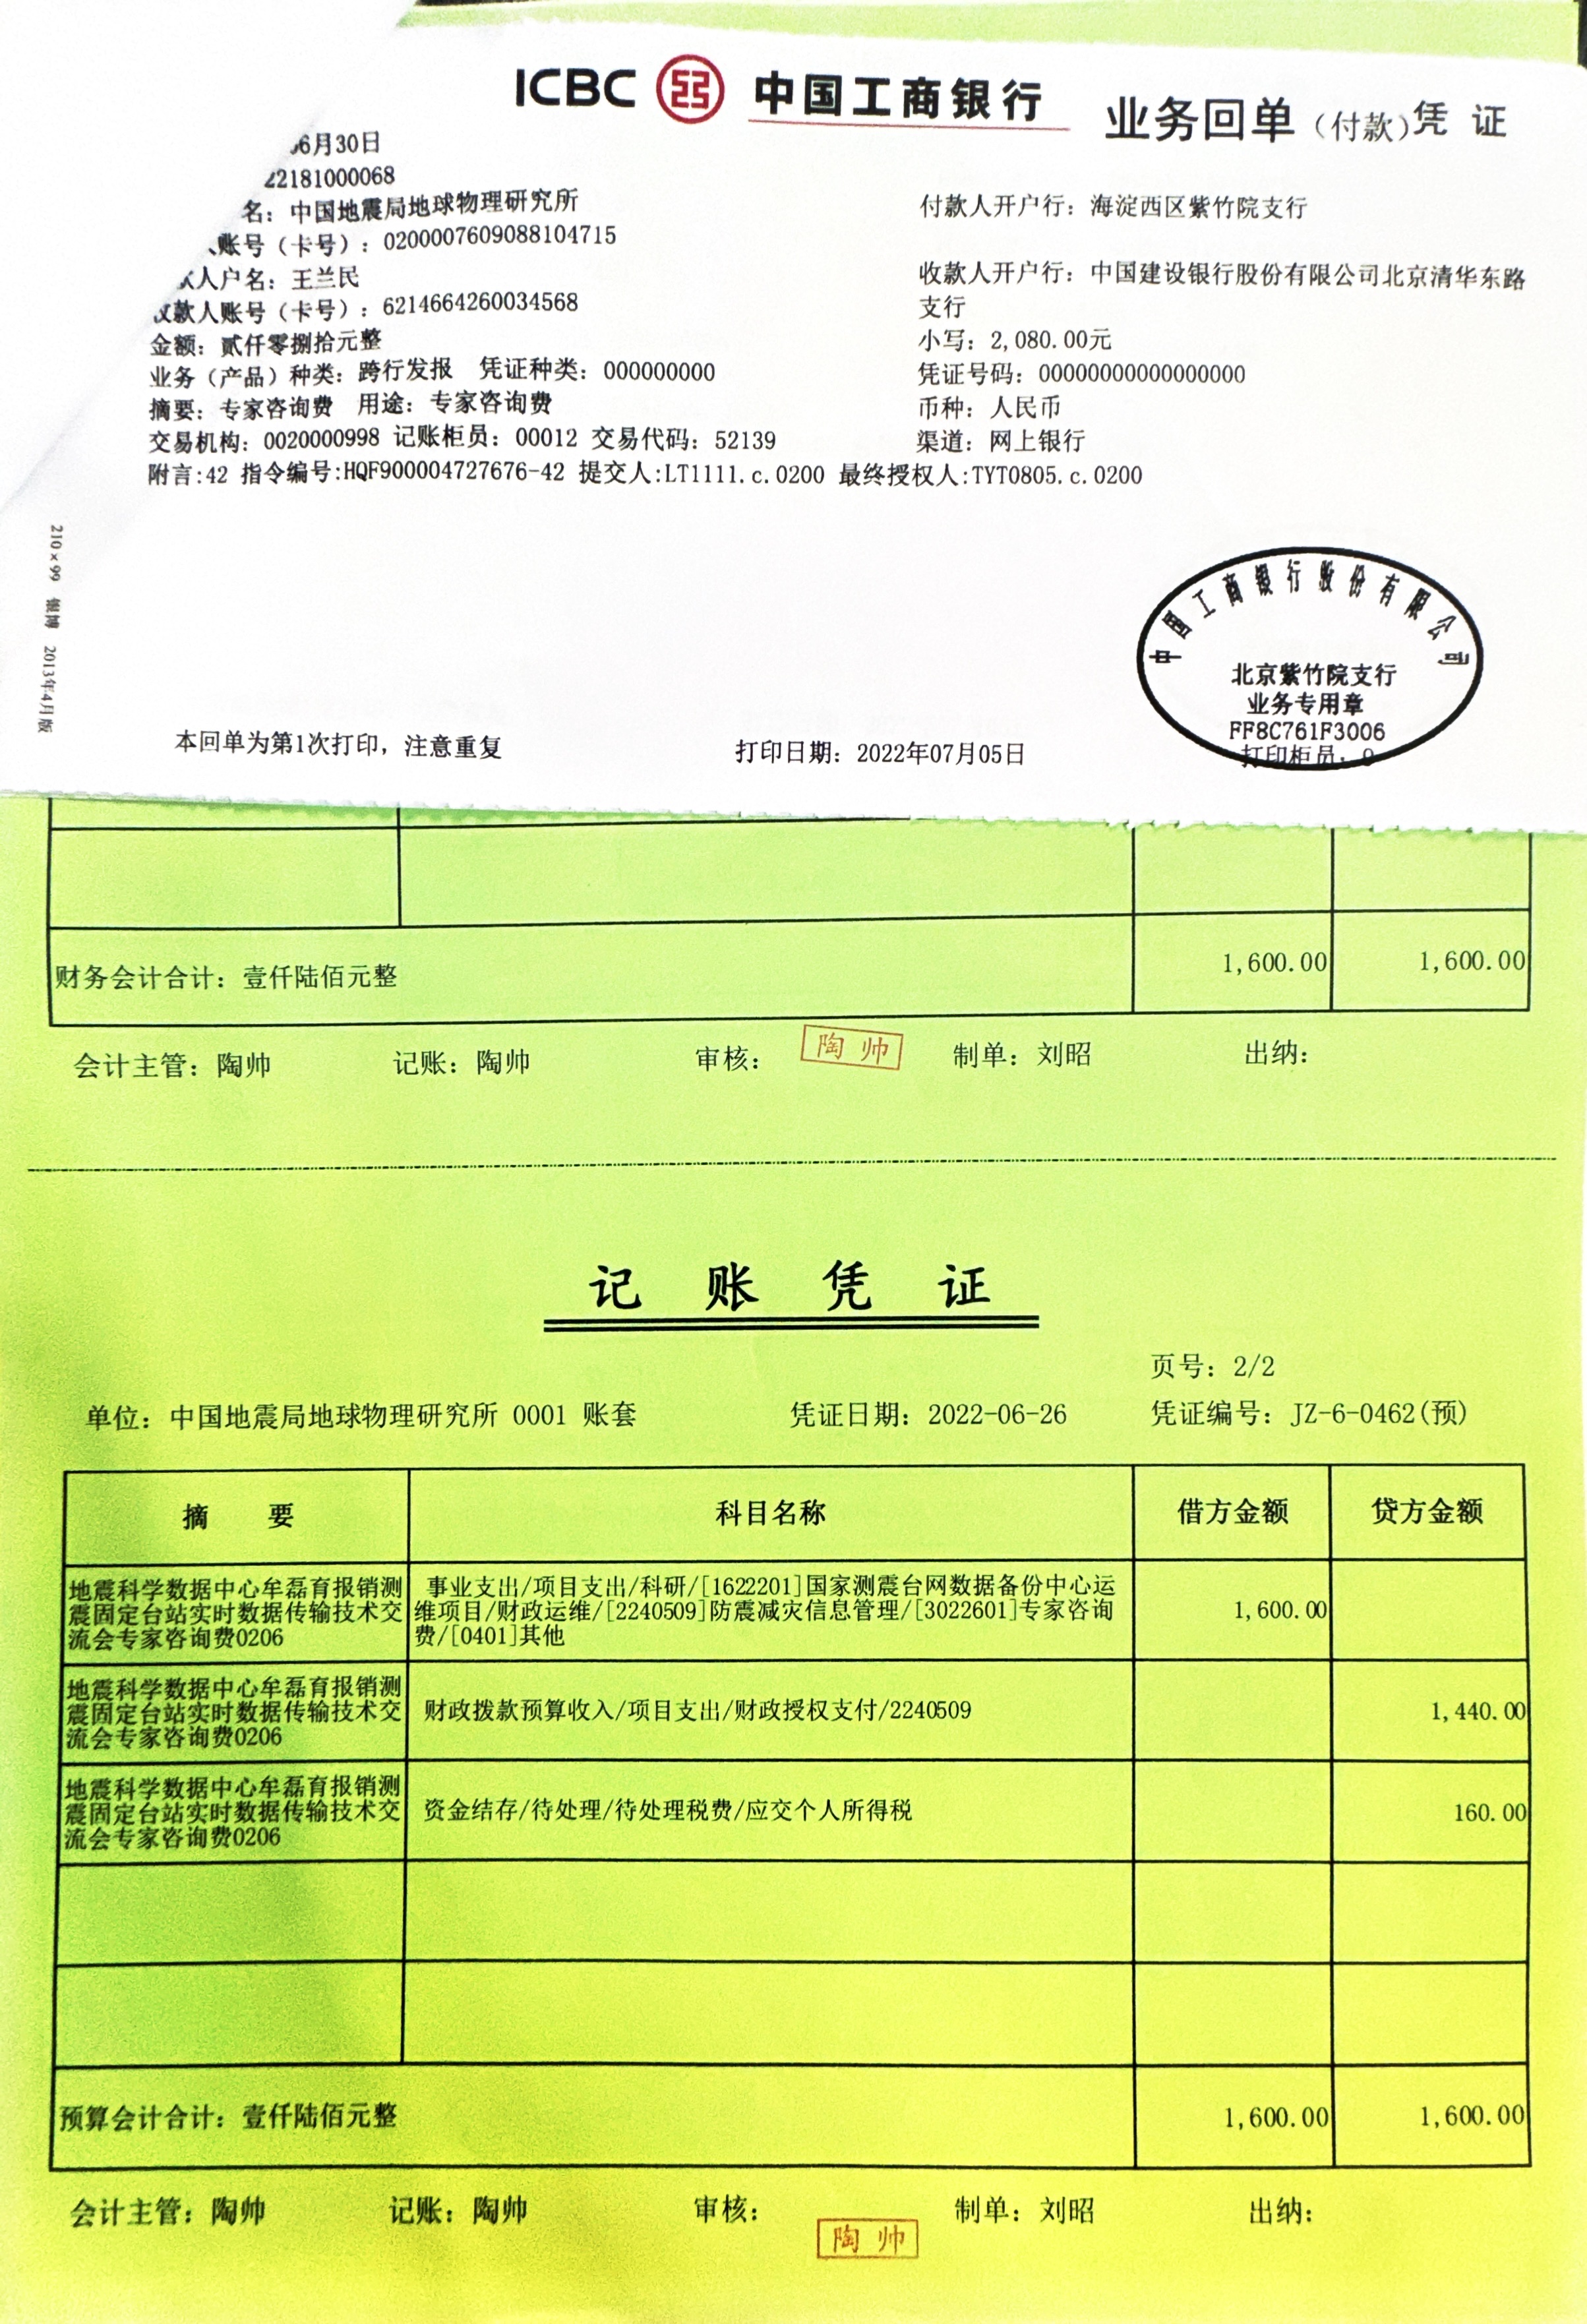 ICBC 中国工商银行 业务回单（付款）凭 证
6月30日
22181000068
名：中国地震局地球物理研究所 付款人开户行：海淀西区紫竹院支行
账号（卡号）：0200007609088104715
人户名：王兰民 收款人开户行：中国建设银行股份有限公司北京清华东路
支行
收款人账号（卡号）：6214664260034568
金额：贰仟零捌拾元整 小写：2,080.00元
业务（产品）种类：跨行发报 凭证种类：000000000 凭证号码：00000000000000000
摘要：专家咨询费 用途：专家咨询费 币种：人民币
交易机构：0020000998 记账柜员：00012 交易代码：52139 渠道：网上银行
附言:42 指令编号:HQF900004727676-42 提交人:LT1111.c.0200 最终授权人:TYT0805.c.0200
210×99 银博 2013年4月版
中国工商银行股份有限公司
北京紫竹院支行
业务专用章
FF8C761F3006
本回单为第1次打印，注意重复 打印日期：2022年07月05日 打印柜员：9
财务会计合计：壹仟陆佰元整 1,600.00 1,600.00
会计主管：陶帅 记账：陶帅 审核： 陶 帅 制单：刘昭 出纳：
记 账 凭 证
页号：2/2
单位：中国地震局地球物理研究所 0001 账套 凭证日期：2022-06-26 凭证编号：JZ-6-0462(预)
摘 要 科目名称 借方金额 贷方金额
地震科学数据中心牟磊育报销测 事业支出/项目支出/科研/[1622201]国家测震台网数据备份中心运
震固定台站实时数据传输技术交 维项目/财政运维/[2240509]防震减灾信息管理/[3022601]专家咨询 1,600.00
流会专家咨询费0206 费/[0401]其他
地震科学数据中心牟磊育报销测
震固定台站实时数据传输技术交 财政拨款预算收入/项目支出/财政授权支付/2240509 1,440.00
流会专家咨询费0206
地震科学数据中心牟磊育报销测
震固定台站实时数据传输技术交 资金结存/待处理/待处理税费/应交个人所得税 160.00
流会专家咨询费0206
预算会计合计：壹仟陆佰元整 1,600.00 1,600.00
会计主管：陶帅 记账：陶帅 审核： 制单：刘昭 出纳：
陶 帅